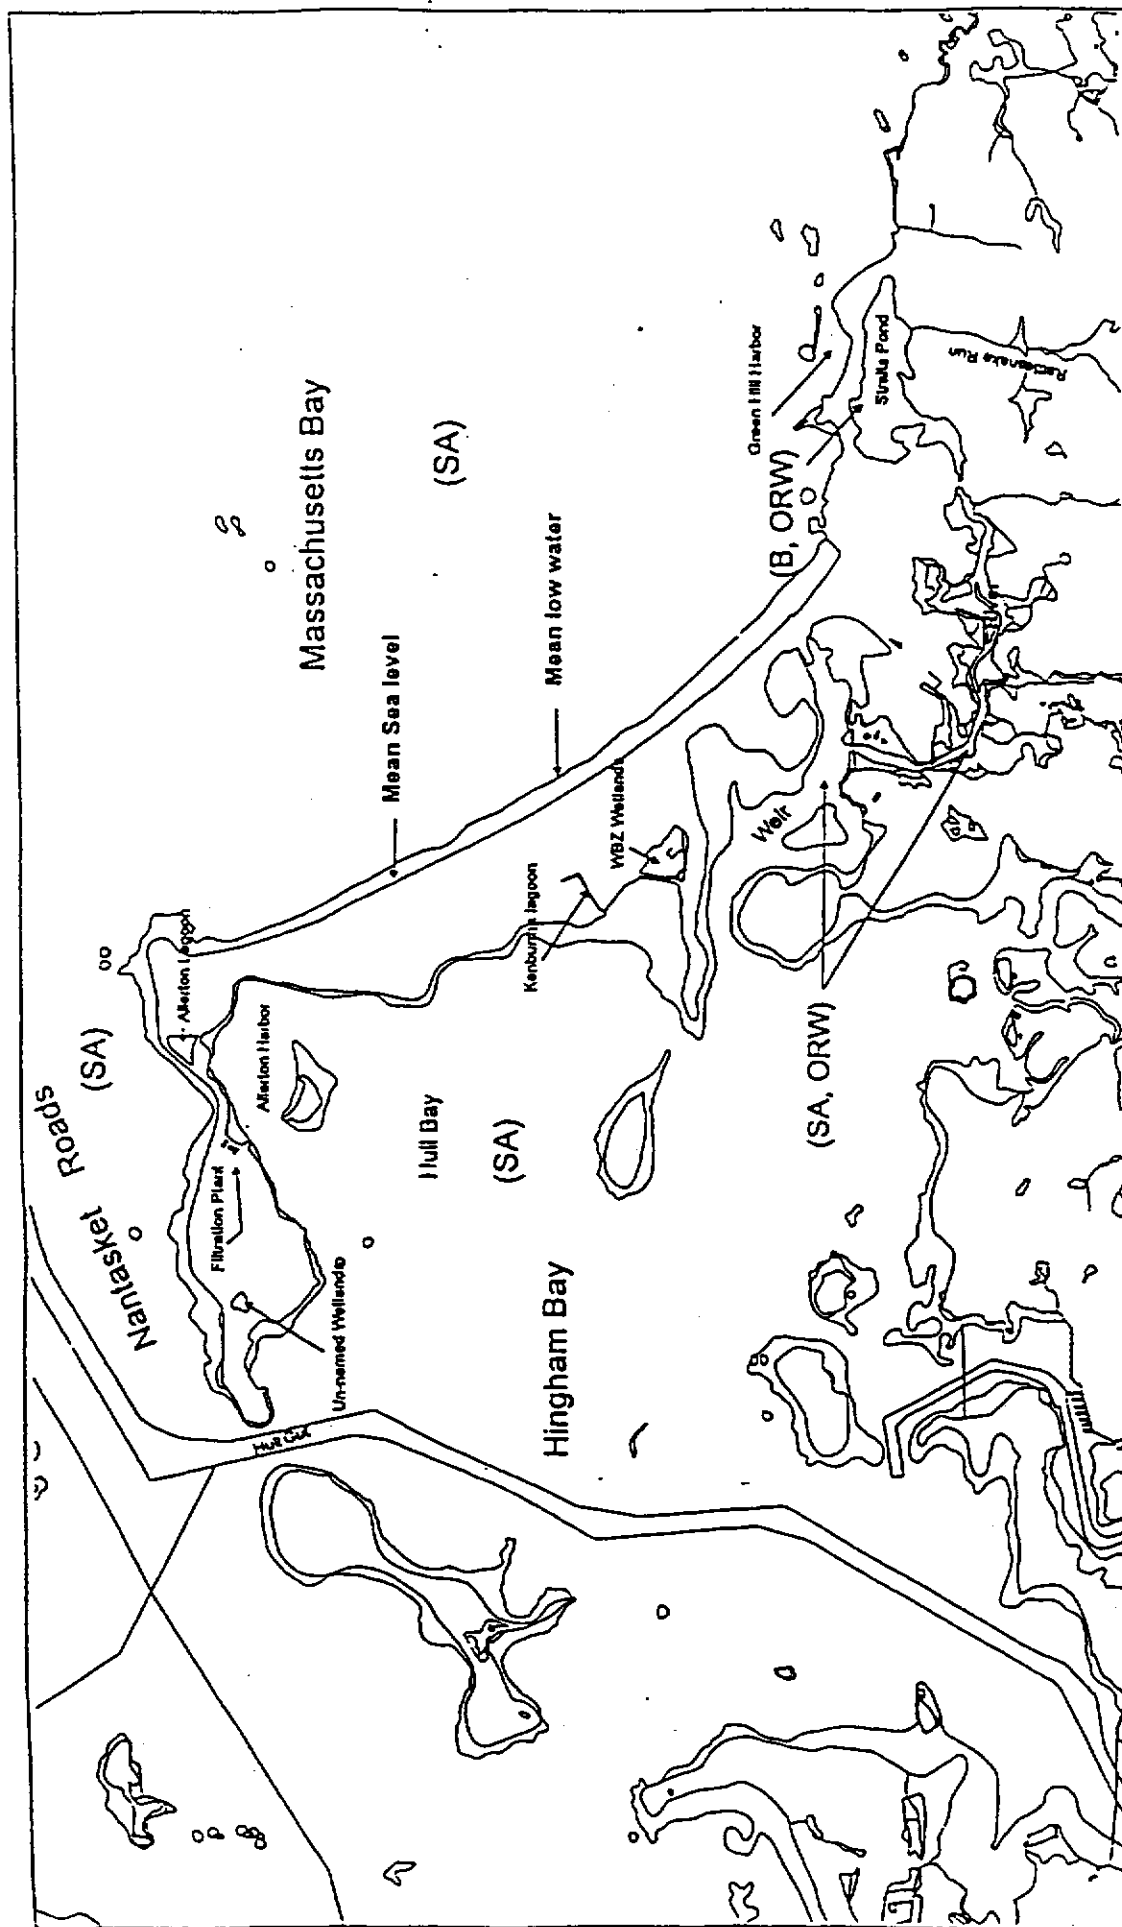 Nantasket Roads
(SA)
Massachusetts Bay
(SA)
Allerton Lagoon
Mean Sea level
Mean low water
Filtration Plant
Allerton Harbor
Un-named Wetlands
Hull Bay
(SA)
Hull Gut
Hingham Bay
Kenburma lagoon
WBZ Wetlands
Weir
River
(SA, ORW)
(B, ORW)
Green Hill Harbor
Straits Pond
Rattlesnake Run